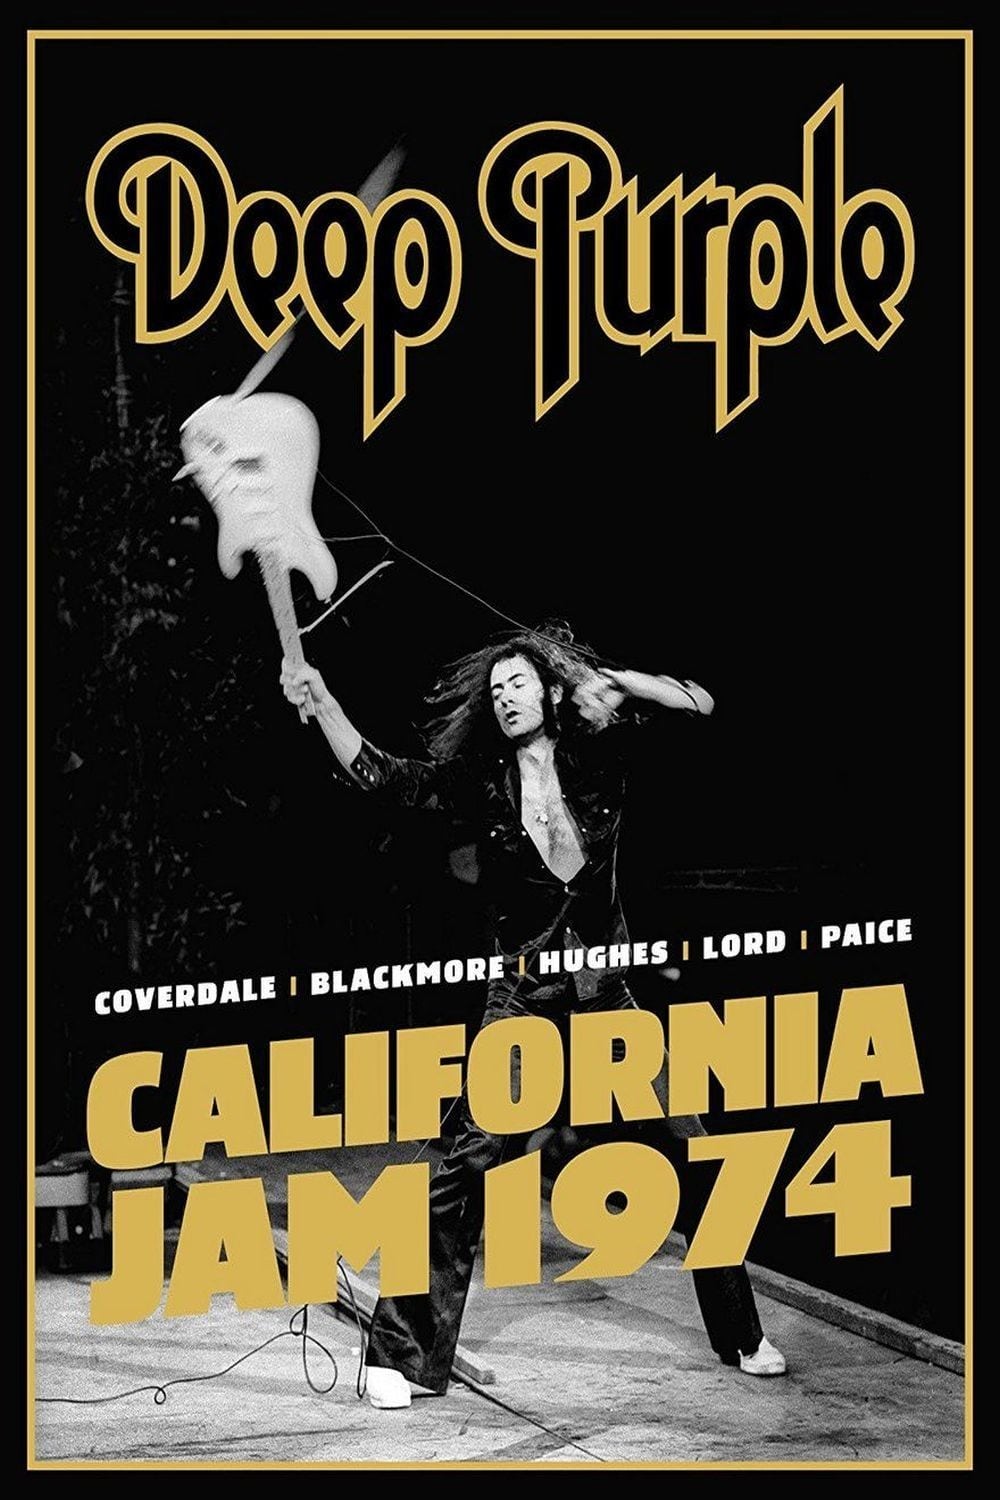 Deep Purple
COVERDALE | BLACKMORE | HUGHES | LORD | PAICE
CALIFORNIA
JAM 1974